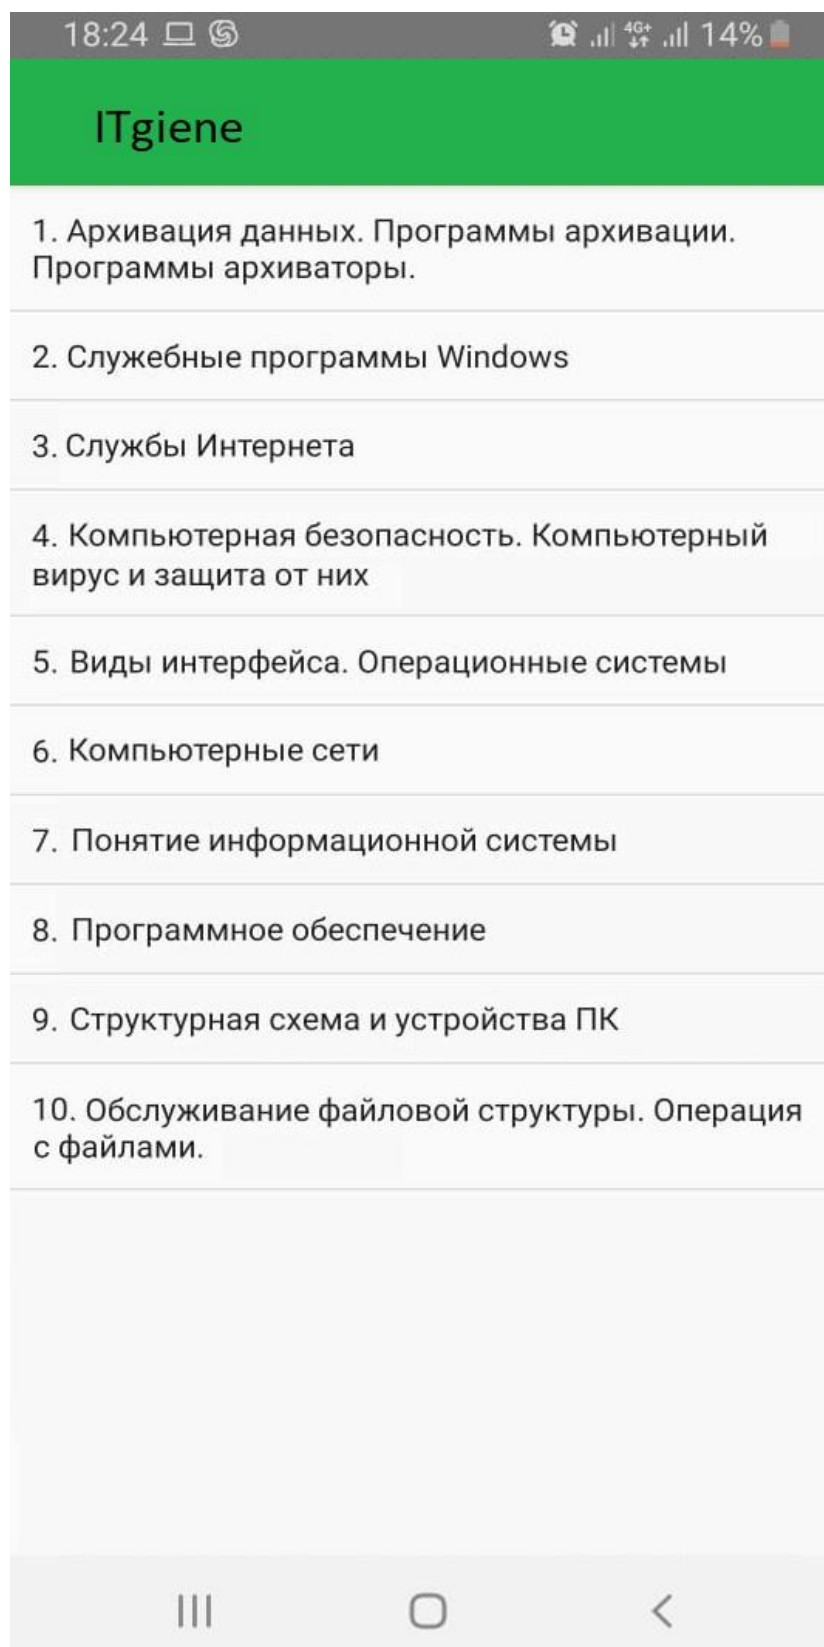 18:24 4G+ 14%
ITgiene
1. Архивация данных. Программы архивации.
Программы архиваторы.
2. Служебные программы Windows
3. Службы Интернета
4. Компьютерная безопасность. Компьютерный
вирус и защита от них
5. Виды интерфейса. Операционные системы
6. Компьютерные сети
7. Понятие информационной системы
8. Программное обеспечение
9. Структурная схема и устройства ПК
10. Обслуживание файловой структуры. Операция
с файлами.